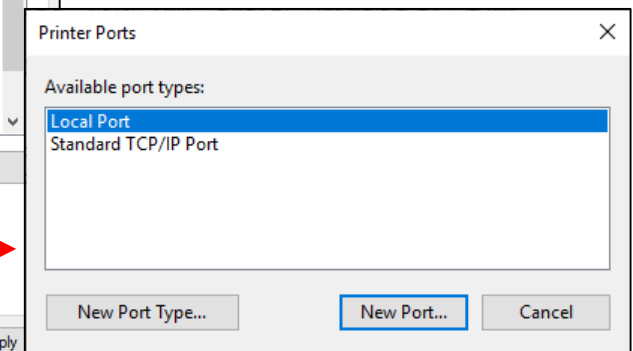 Printer Ports
Available port types:
Local Port
Standard TCP/IP Port
New Port Type...
New Port...
Cancel